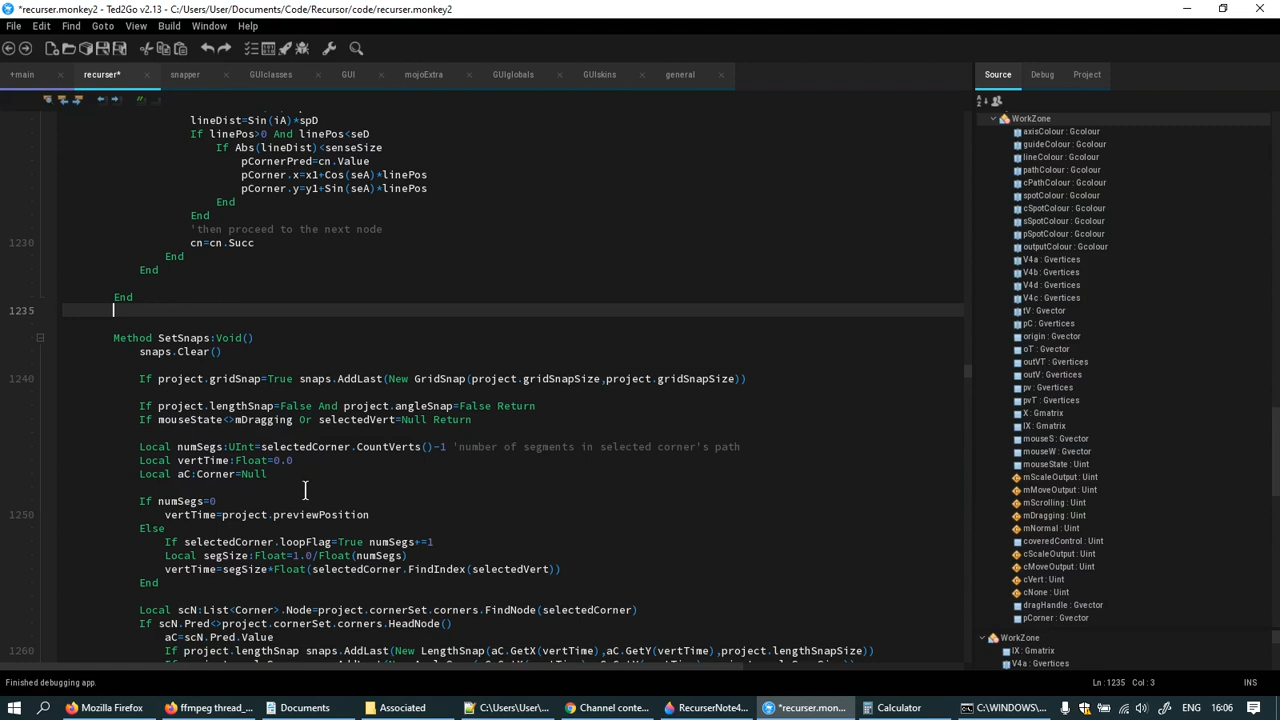 *recurser.monkey2 - Ted2Go v2.13 - C:/Users/User/Documents/Code/Recursor/code/recurser.monkey2
File Edit Find Goto Build Window Help
+main recurser* snapper GUIclasses GUI mojoExtra GUIglobals GUIskins general
Source Debug Project
lineDist=Sin(iA)*spD
If linePos>0 And linePos<seD
If Abs(lineDist)<senseSize
pCornerPred=cn.Value
pCorner.x=x1+Cos(seA)*linePos
pCorner.y=y1+Sin(seA)*linePos
End
End
'then proceed to the next node
1230 cn=cn.Succ
End
End
End
1235
Method SetSnaps:Void()
snaps.Clear()
1240 If project.gridSnap=True snaps.AddLast(New GridSnap(project.gridSnapSize,project.gridSnapSize))
If project.lengthSnap=False And project.angleSnap=False Return
If mouseState<>mDragging Or selectedVert=Null Return
Local numSegs:UInt=selectedCorner.CountVerts()-1 'number of segments in selected corner's path
Local vertTime:Float=0.0
Local aC:Corner=Null
If numSegs=0
1250 vertTime=project.previewPosition
Else
If selectedCorner.loopFlag=True numSegs+=1
Local segSize:Float=1.0/Float(numSegs)
vertTime=segSize*Float(selectedCorner.FindIndex(selectedVert))
End
Local scN:List<Corner>.Node=project.cornerSet.corners.FindNode(selectedCorner)
If scN.Pred<>project.cornerSet.corners.HeadNode()
aC=scN.Pred.Value
1260 If project.lengthSnap snaps.AddLast(New LengthSnap(aC.GetX(vertTime),aC.GetY(vertTime),project.lengthSnapSize))
WorkZone
axisColour : Gcolour
guideColour : Gcolour
lineColour : Gcolour
pathColour : Gcolour
cPathColour : Gcolour
spotColour : Gcolour
cSpotColour : Gcolour
sSpotColour : Gcolour
pSpotColour : Gcolour
outputColour : Gcolour
V4a : Gvertices
V4b : Gvertices
V4d : Gvertices
V4c : Gvertices
tV : Gvector
pC : Gvertices
origin : Gvector
oT : Gvector
outVT : Gvertices
outV : Gvertices
pv : Gvertices
pvT : Gvertices
X : Gmatrix
IX : Gmatrix
mouseS : Gvector
mouseW : Gvector
mouseState : Uint
mScaleOutput : Uint
mMoveOutput : Uint
mScrolling : Uint
mDragging : Uint
mNormal : Uint
coveredControl : Uint
cScaleOutput : Uint
cMoveOutput : Uint
cVert : Uint
cNone : Uint
dragHandle : Gvector
pCorner : Gvector
WorkZone
IX : Gmatrix
V4a : Gvertices
Finished debugging app. Ln : 1235 Col : 3 INS
Mozilla Firefox ffmpeg thread_... Documents Associated C:\Users\User\... Channel conte... RecurserNote4... *recurser.mon... Calculator C:\WINDOWS\... ENG 16:06